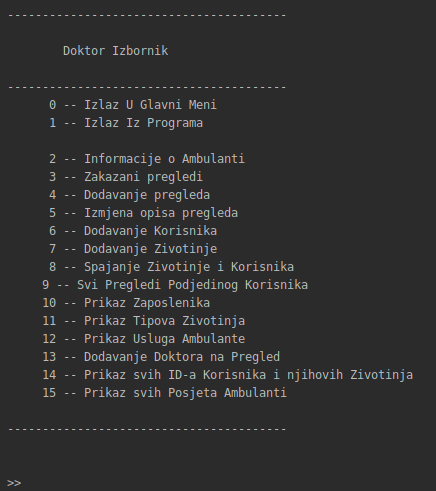 ----------------------------------------
Doktor Izbornik
----------------------------------------
0 -- Izlaz U Glavni Meni
1 -- Izlaz Iz Programa
2 -- Informacije o Ambulanti
3 -- Zakazani pregledi
4 -- Dodavanje pregleda
5 -- Izmjena opisa pregleda
6 -- Dodavanje Korisnika
7 -- Dodavanje Zivotinje
8 -- Spajanje Zivotinje i Korisnika
9 -- Svi Pregledi Podjedinog Korisnika
10 -- Prikaz Zaposlenika
11 -- Prikaz Tipova Zivotinja
12 -- Prikaz Usluga Ambulante
13 -- Dodavanje Doktora na Pregled
14 -- Prikaz svih ID-a Korisnika i njihovih Zivotinja
15 -- Prikaz svih Posjeta Ambulanti
----------------------------------------
>>